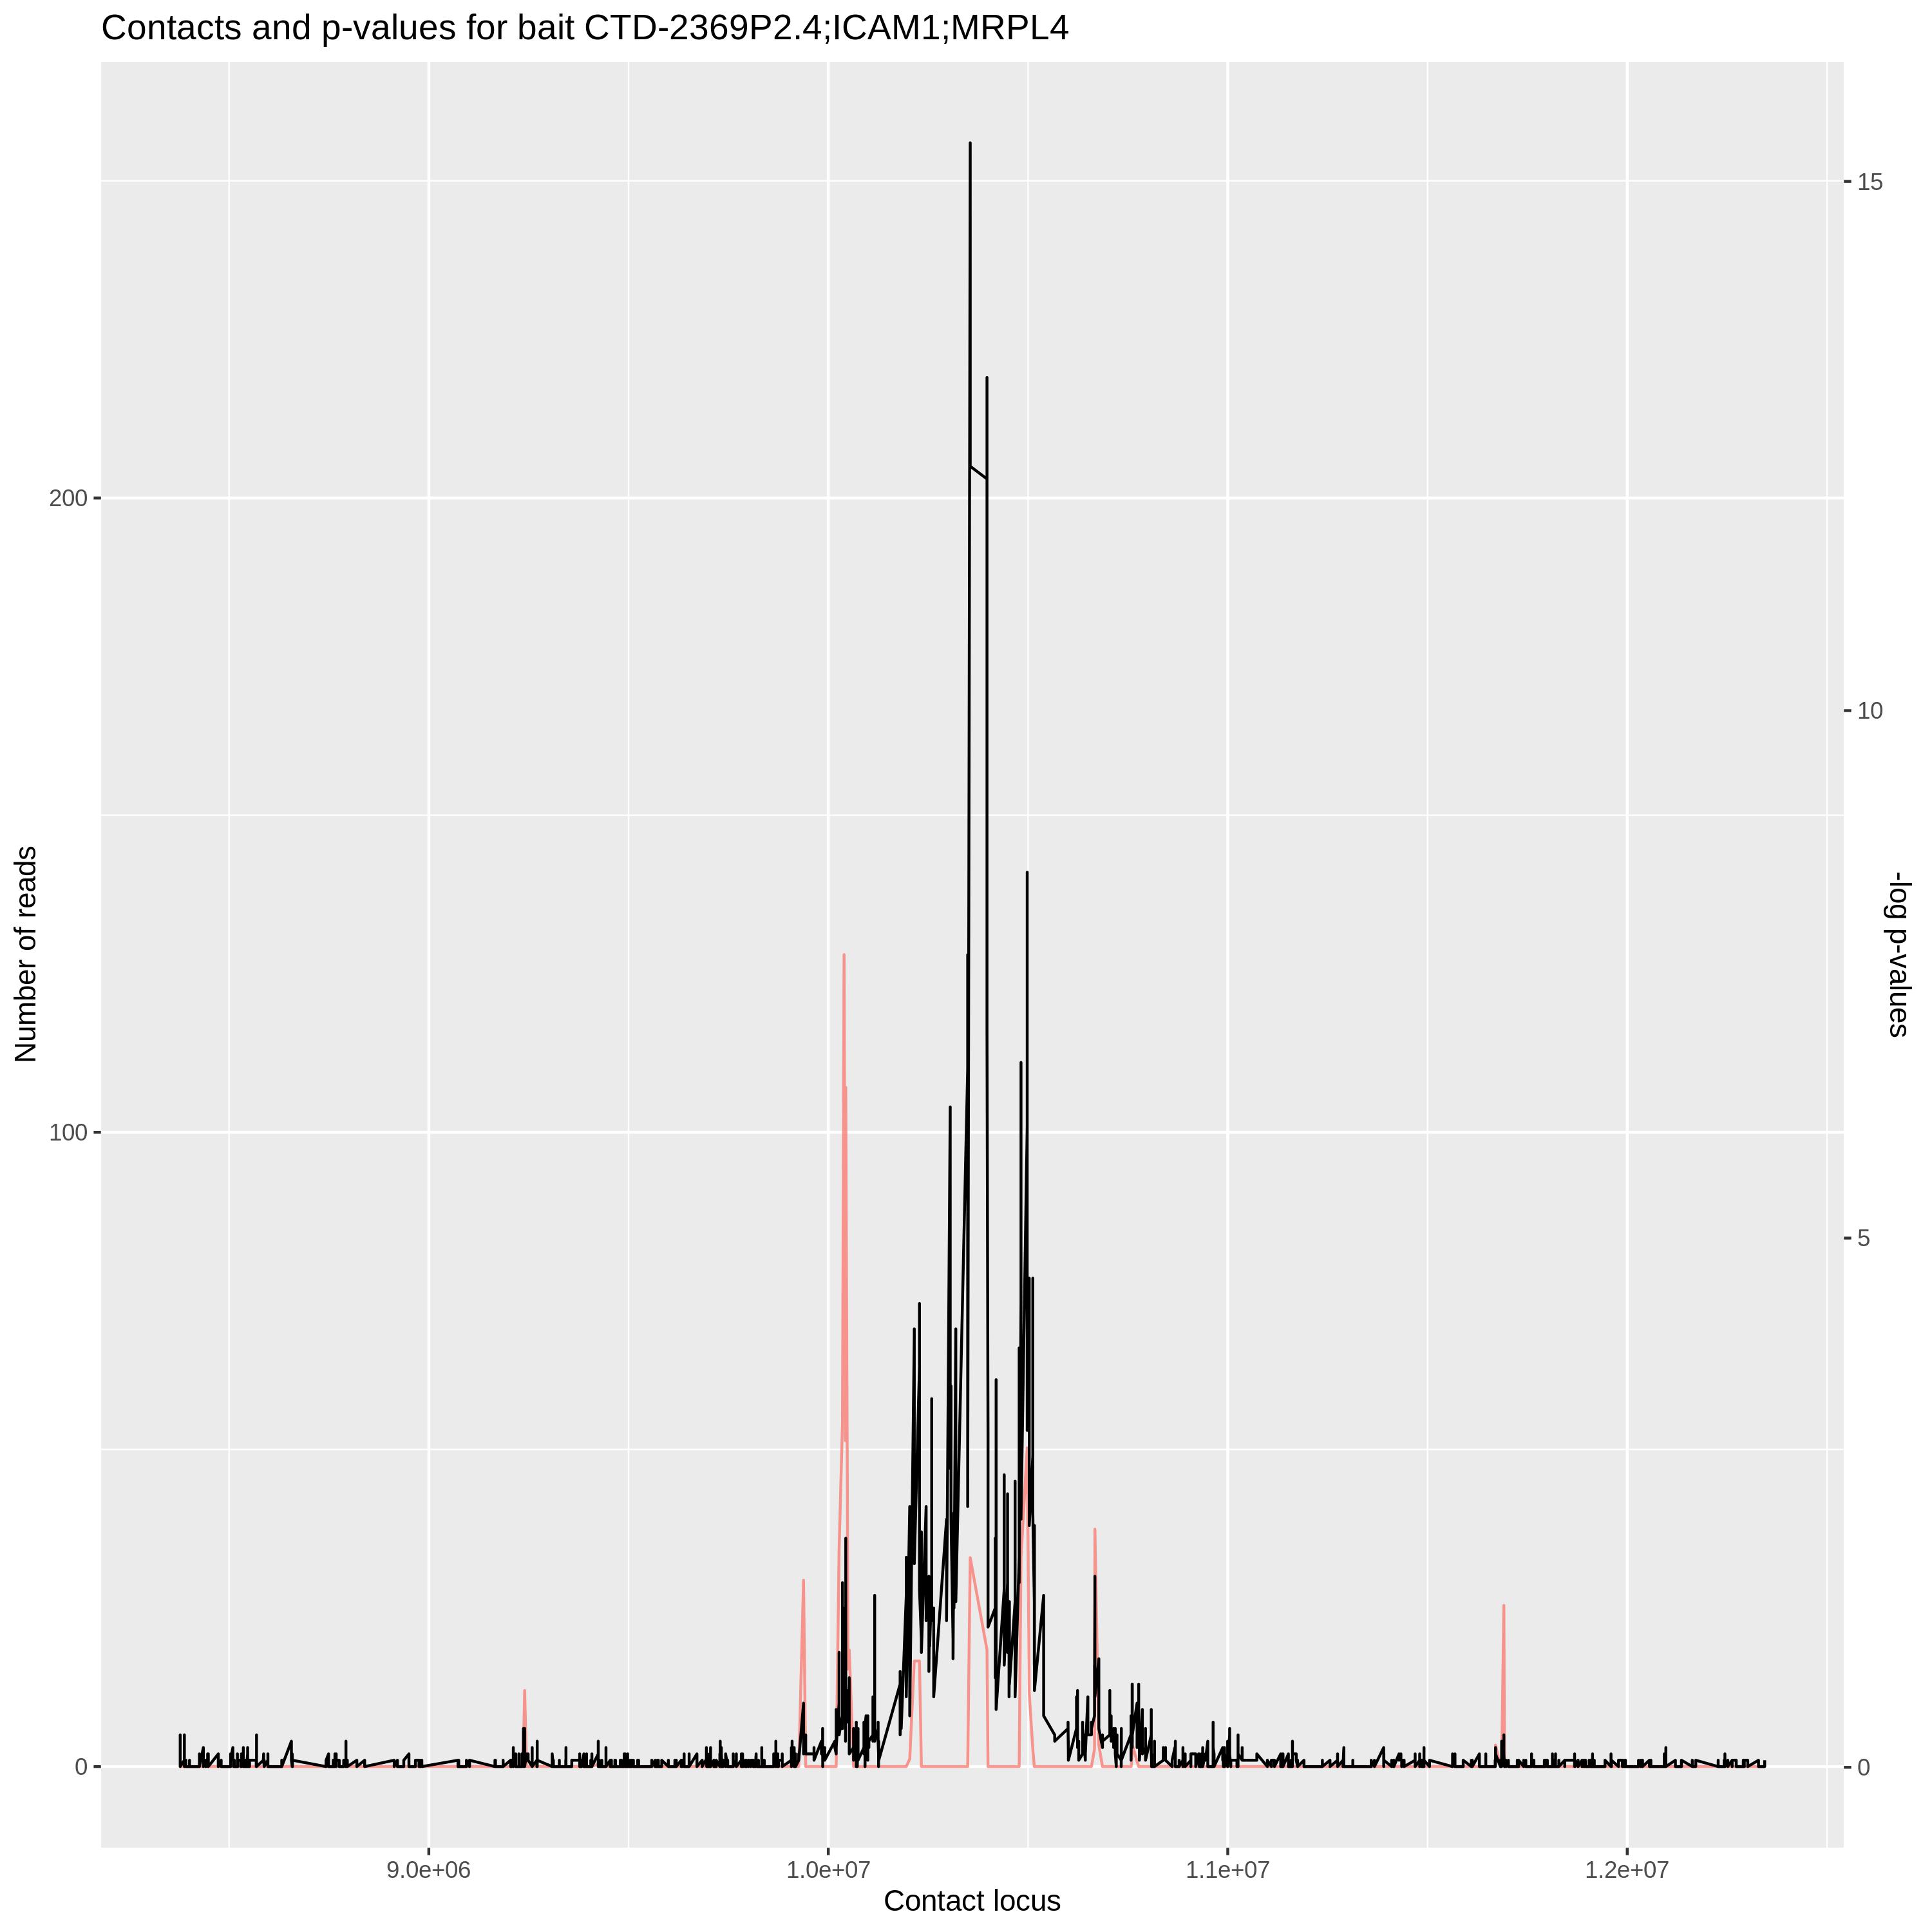 Contacts and p-values for bait CTD-2369P2.4;ICAM1;MRPL4
Number of reads
200
100
0
15
10
5
0
-log p-values
9.0e+06
1.0e+07
1.1e+07
1.2e+07
Contact locus